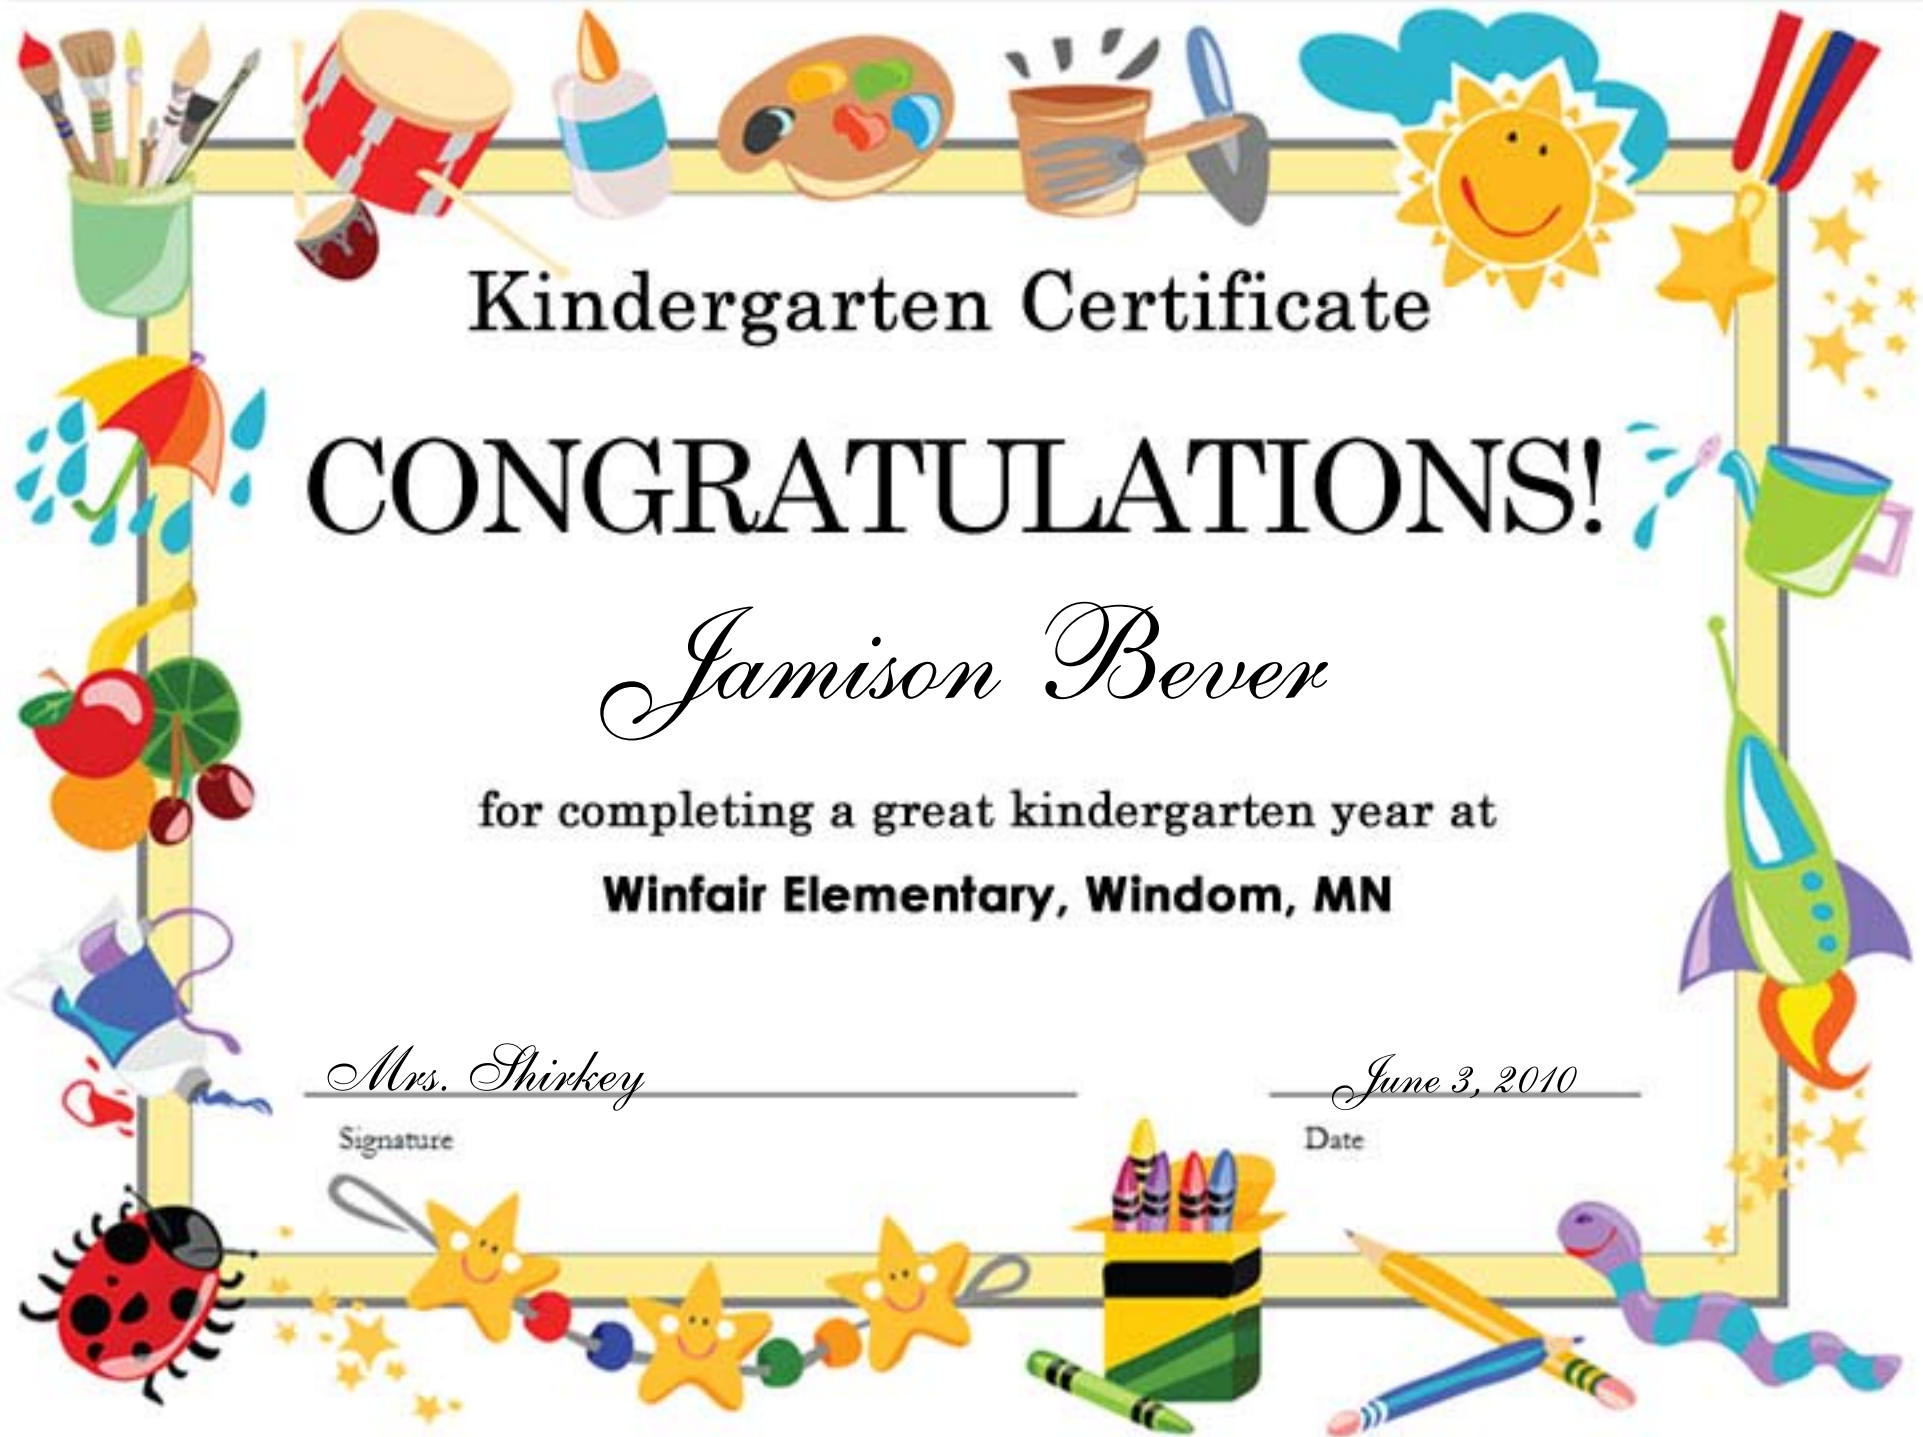 Kindergarten Certificate
CONGRATULATIONS!
Jamison Bever
for completing a great kindergarten year at
Winfair Elementary, Windom, MN
Mrs. Shirkey
June 3, 2010
Signature
Date